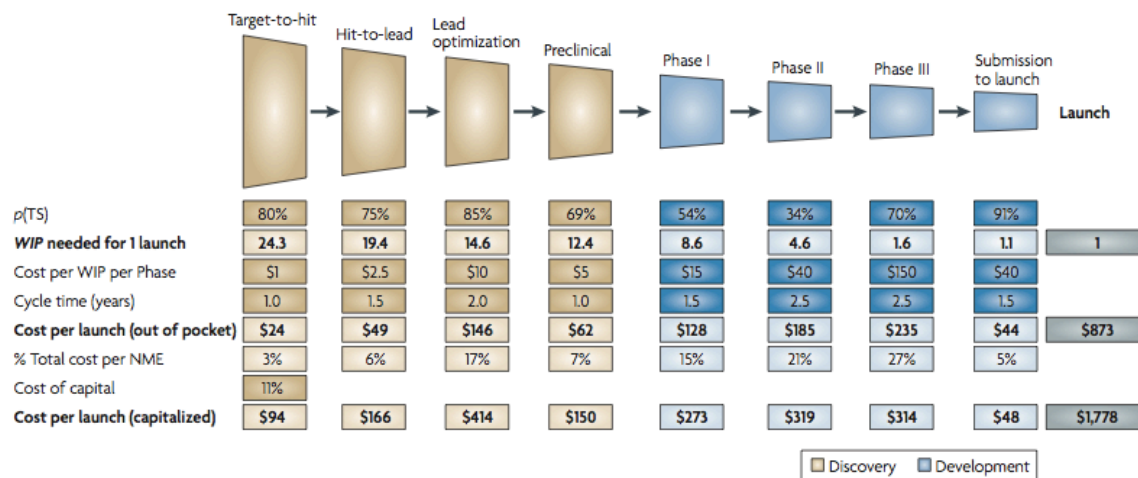 Target-to-hit
Hit-to-lead
Lead
optimization
Preclinical
Phase I
Phase II
Phase III
Submission
to launch
Launch
p(TS) 80% 75% 85% 69% 54% 34% 70% 91%
WIP needed for 1 launch 24.3 19.4 14.6 12.4 8.6 4.6 1.6 1.1 1
Cost per WIP per Phase $1 $2.5 $10 $5 $15 $40 $150 $40
Cycle time (years) 1.0 1.5 2.0 1.0 1.5 2.5 2.5 1.5
Cost per launch (out of pocket) $24 $49 $146 $62 $128 $185 $235 $44 $873
% Total cost per NME 3% 6% 17% 7% 15% 21% 27% 5%
Cost of capital 11%
Cost per launch (capitalized) $94 $166 $414 $150 $273 $319 $314 $48 $1,778
Discovery Development